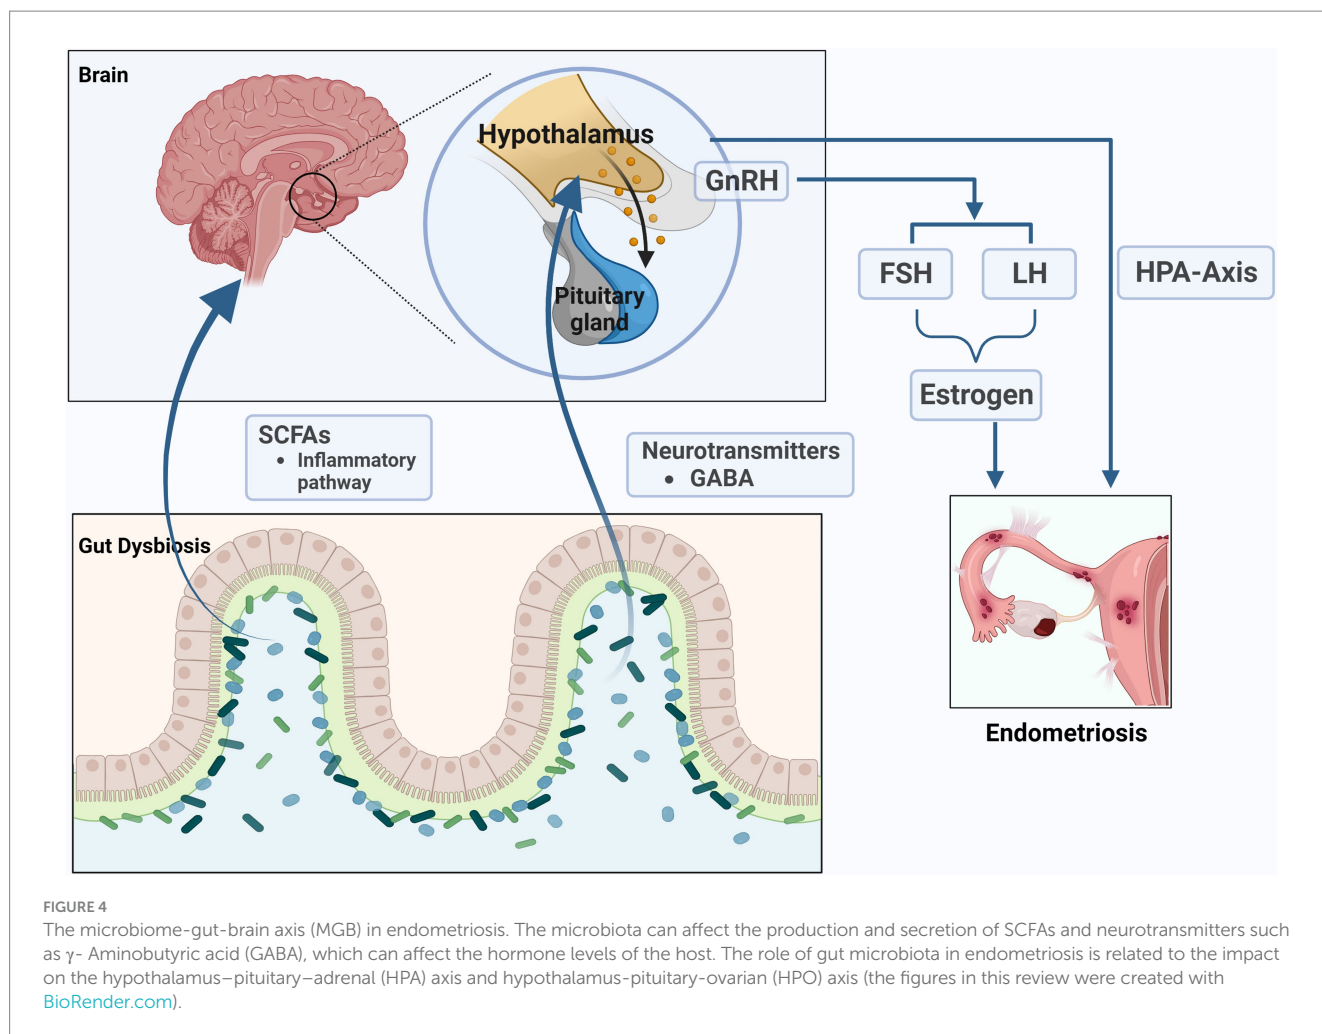 Brain
Hypothalamus
GnRH
Pituitary
gland
FSH
LH
HPA-Axis
Estrogen
SCFAs
• Inflammatory
pathway
Neurotransmitters
• GABA
Gut Dysbiosis
Endometriosis
FIGURE 4
The microbiome-gut-brain axis (MGB) in endometriosis. The microbiota can affect the production and secretion of SCFAs and neurotransmitters such
as γ- Aminobutyric acid (GABA), which can affect the hormone levels of the host. The role of gut microbiota in endometriosis is related to the impact
on the hypothalamus–pituitary–adrenal (HPA) axis and hypothalamus-pituitary-ovarian (HPO) axis (the figures in this review were created with
BioRender.com).